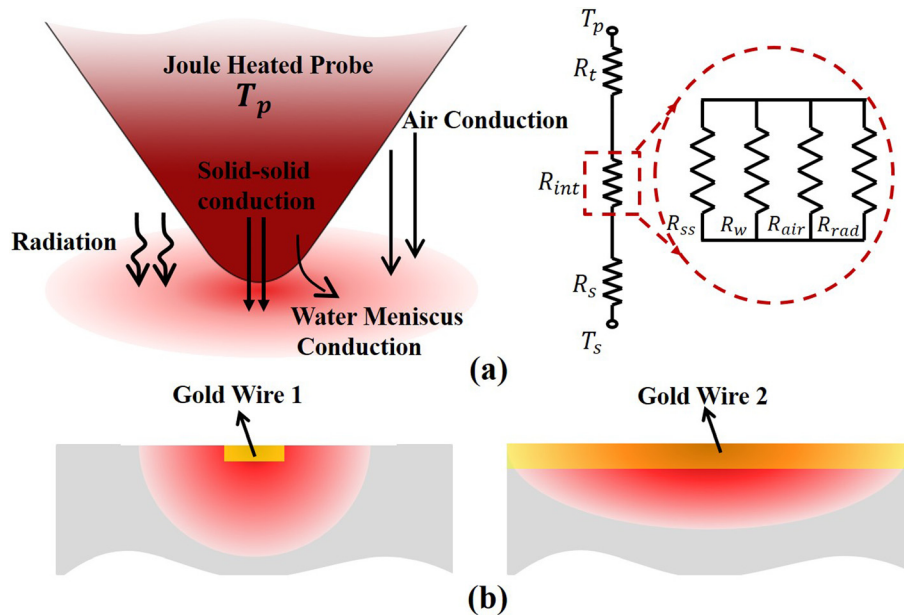 Joule Heated Probe
T_p
Air Conduction
Solid-solid
conduction
Radiation
Water Meniscus
Conduction
T_p
R_t
R_int
R_s
T_s
R_ss
R_w
R_air
R_rad
(a)
Gold Wire 1
Gold Wire 2
(b)